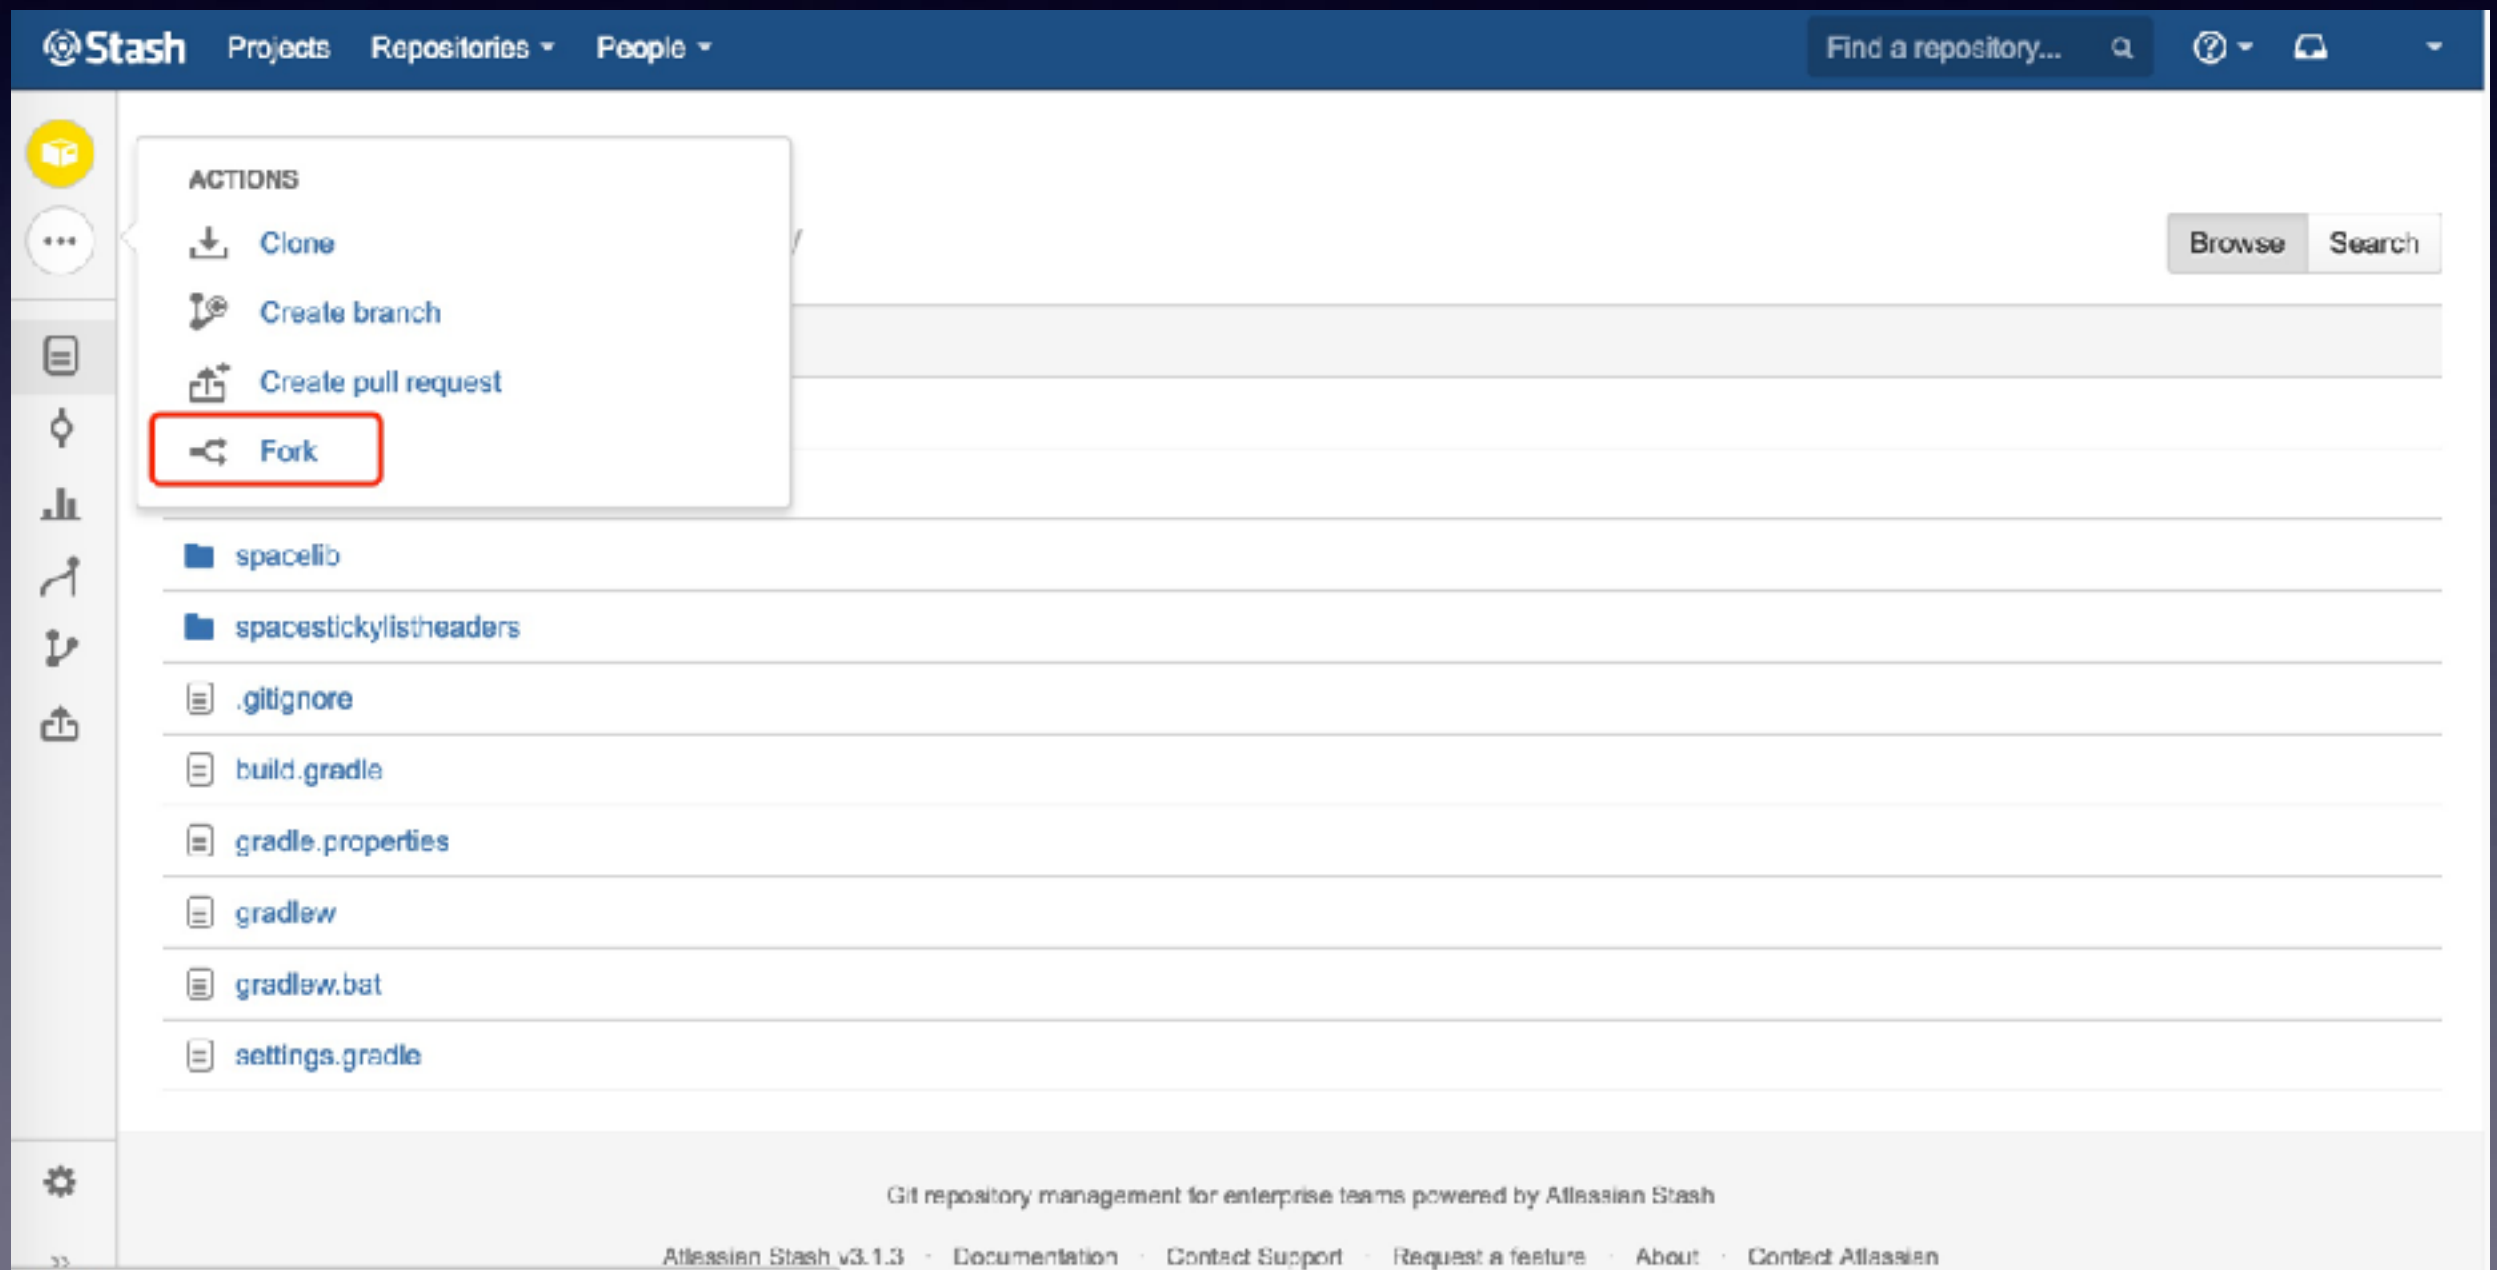 Stash Projects Repositories People Find a repository...
ACTIONS
Clone
/
Browse Search
Create branch
Create pull request
Fork
spacelib
spacestickylistheaders
.gitignore
build.gradle
gradle.properties
gradlew
gradlew.bat
settings.gradle
Git repository management for enterprise teams powered by Atlassian Stash
Atlassian Stash v3.1.3 · Documentation · Contact Support · Request a feature · About · Contact Atlassian